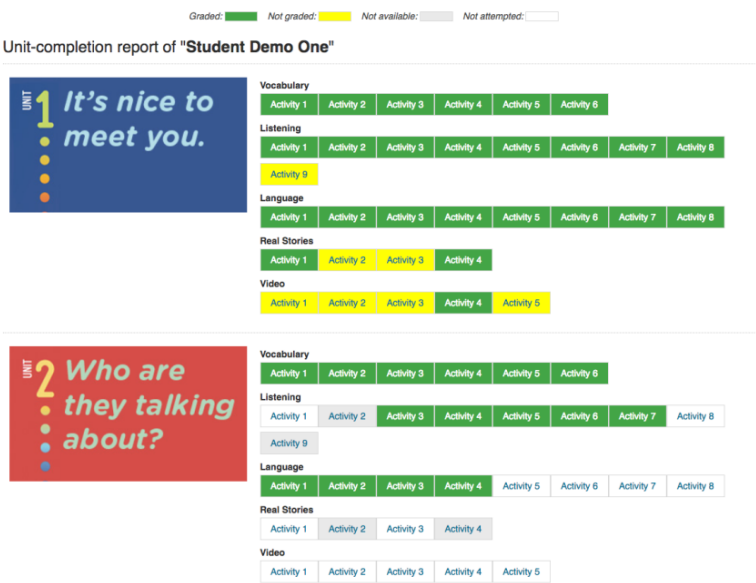 Graded: Not graded: Not available: Not attempted:
Unit-completion report of "Student Demo One"
UNIT 1 It's nice to
meet you.
Vocabulary
Activity 1 Activity 2 Activity 3 Activity 4 Activity 5 Activity 6
Listening
Activity 1 Activity 2 Activity 3 Activity 4 Activity 5 Activity 6 Activity 7 Activity 8
Activity 9
Language
Activity 1 Activity 2 Activity 3 Activity 4 Activity 5 Activity 6 Activity 7 Activity 8
Real Stories
Activity 1 Activity 2 Activity 3 Activity 4
Video
Activity 1 Activity 2 Activity 3 Activity 4 Activity 5
UNIT 2 Who are
they talking
about?
Vocabulary
Activity 1 Activity 2 Activity 3 Activity 4 Activity 5 Activity 6
Listening
Activity 1 Activity 2 Activity 3 Activity 4 Activity 5 Activity 6 Activity 7 Activity 8
Activity 9
Language
Activity 1 Activity 2 Activity 3 Activity 4 Activity 5 Activity 6 Activity 7 Activity 8
Real Stories
Activity 1 Activity 2 Activity 3 Activity 4
Video
Activity 1 Activity 2 Activity 3 Activity 4 Activity 5